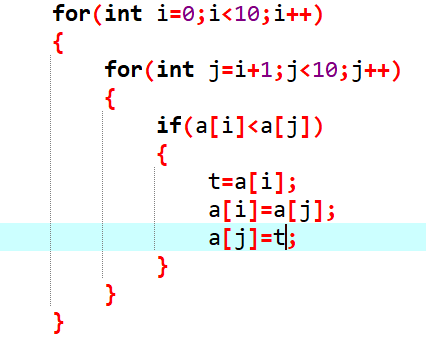 for(int i=0;i<10;i++)
{
for(int j=i+1;j<10;j++)
{
if(a[i]<a[j])
{
t=a[i];
a[i]=a[j];
a[j]=t;
}
}
}